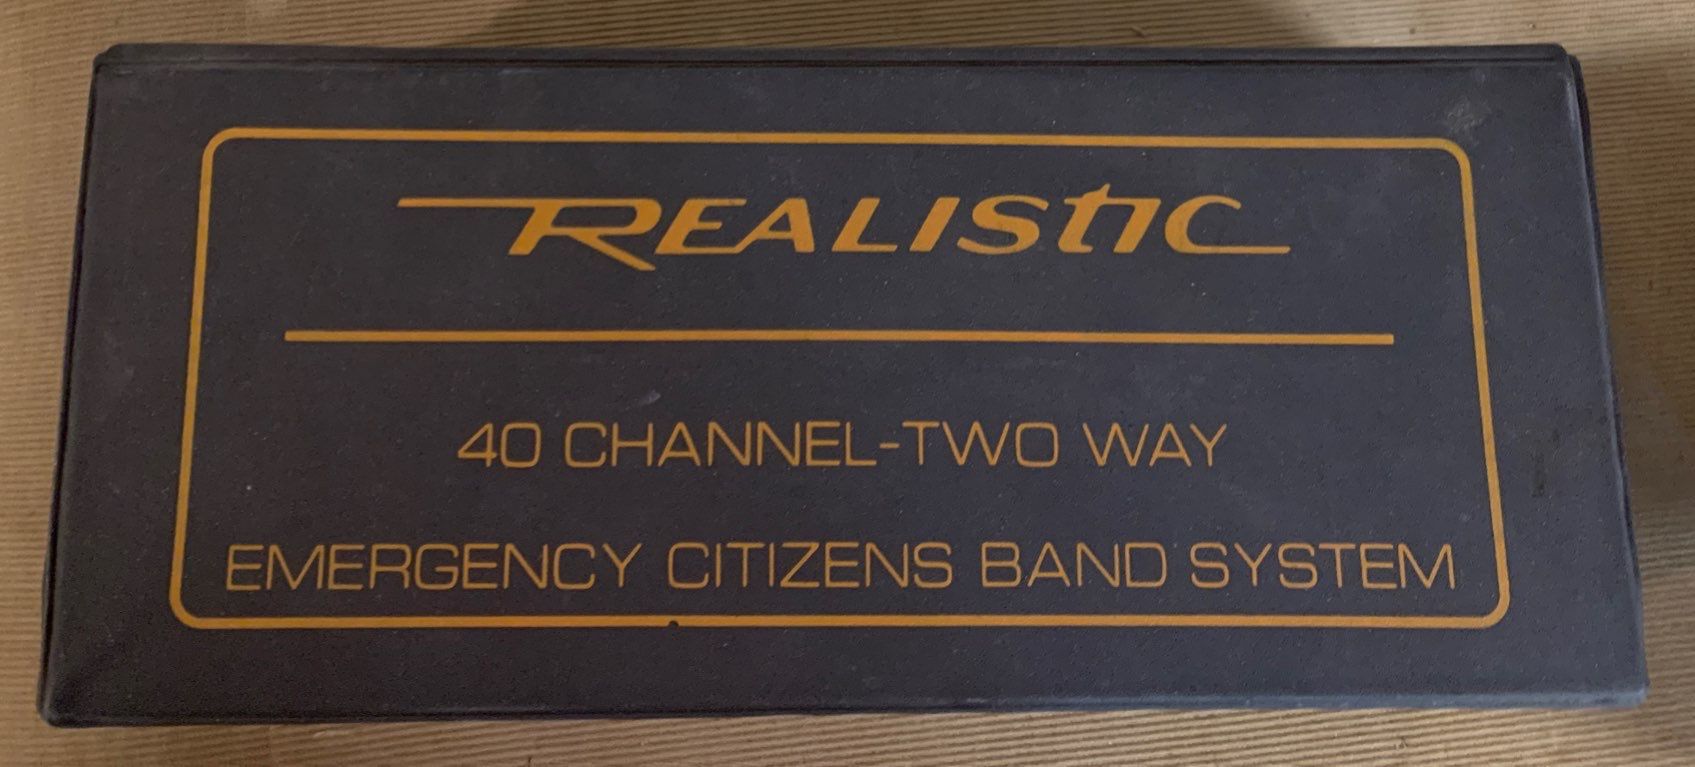 REALIStIC
40 CHANNEL-TWO WAY
EMERGENCY CITIZENS BAND SYSTEM